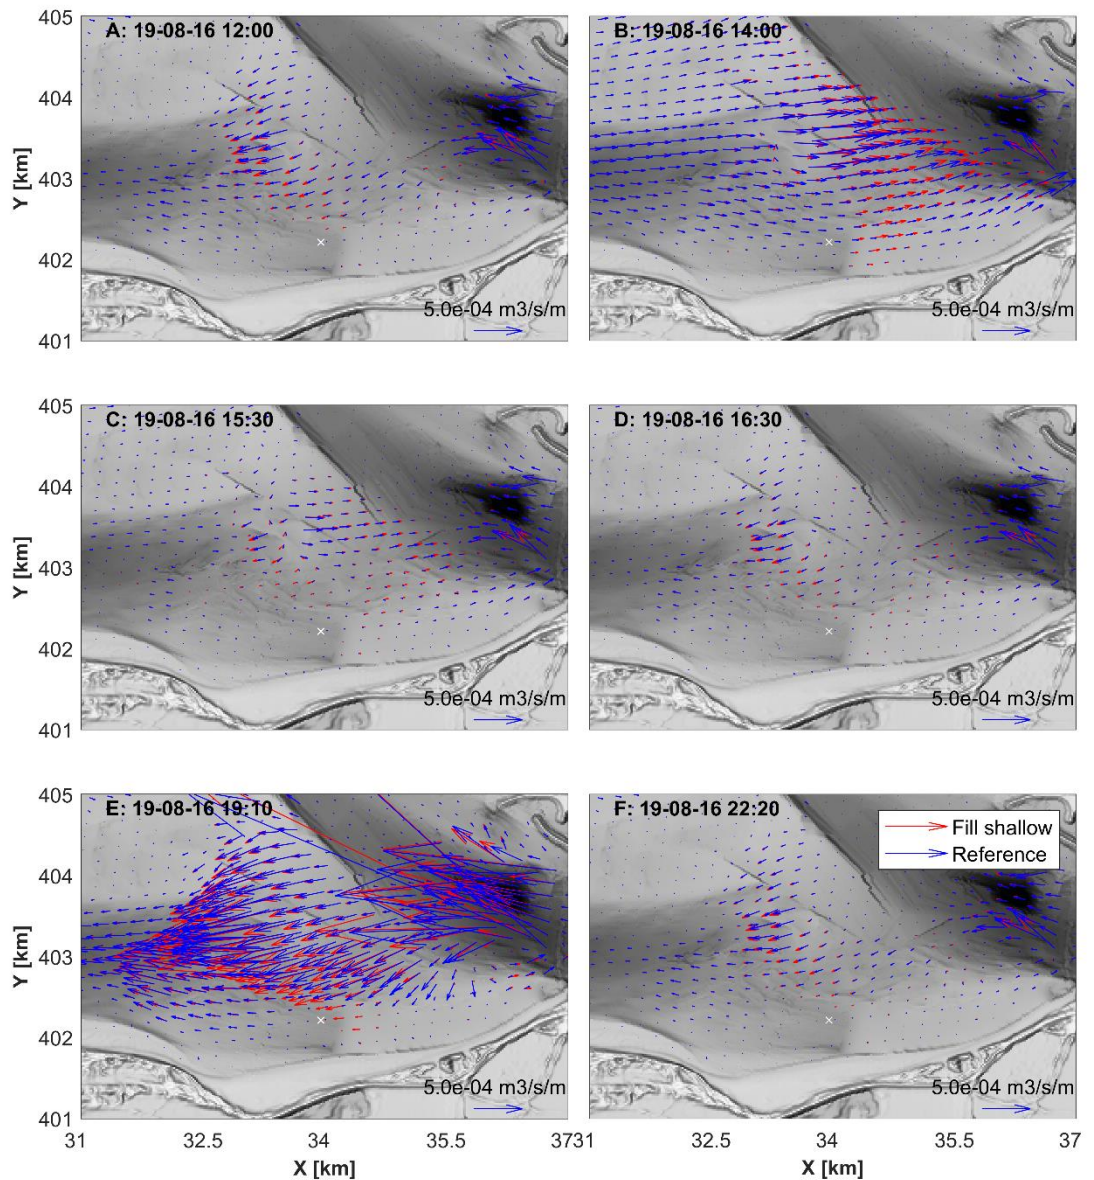 405
404
403
402
401
Y [km]
A: 19-08-16 12:00
5.0e-04 m3/s/m
B: 19-08-16 14:00
5.0e-04 m3/s/m
405
404
403
402
401
Y [km]
C: 19-08-16 15:30
5.0e-04 m3/s/m
D: 19-08-16 16:30
5.0e-04 m3/s/m
405
404
403
402
401
Y [km]
E: 19-08-16 19:10
5.0e-04 m3/s/m
31
32.5
34
35.5
37
X [km]
F: 19-08-16 22:20
Fill shallow
Reference
5.0e-04 m3/s/m
31
32.5
34
35.5
37
X [km]